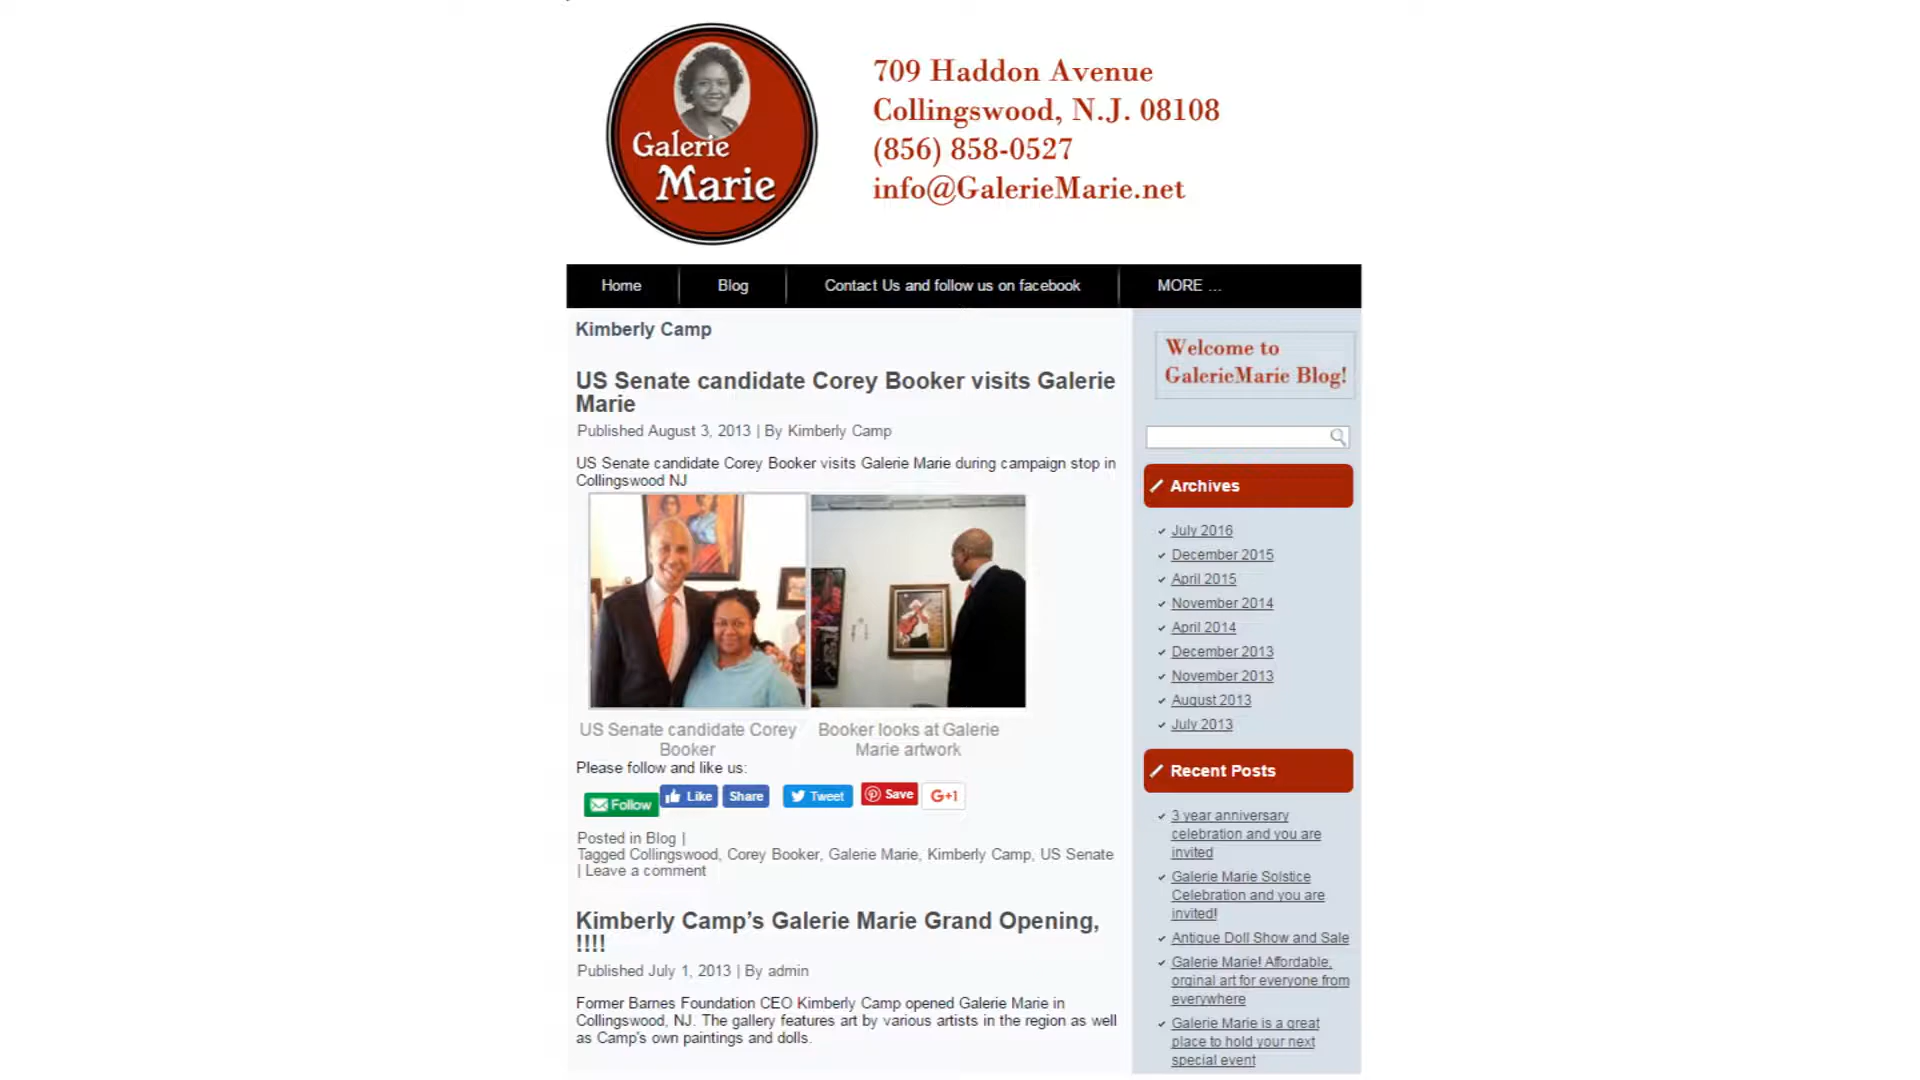 Galerie
Marie
709 Haddon Avenue
Collingswood, N.J. 08108
(856) 858-0527
info@GalerieMarie.net
Home
Blog
Contact Us and follow us on facebook
MORE ...
Kimberly Camp
US Senate candidate Corey Booker visits Galerie
Marie
Published August 3, 2013 | By Kimberly Camp
US Senate candidate Corey Booker visits Galerie Marie during campaign stop in
Collingswood NJ
US Senate candidate Corey
Booker
Booker looks at Galerie
Marie artwork
Please follow and like us:
Follow
Like
Share
Tweet
Save
G+1
Posted in Blog |
Tagged Collingswood, Corey Booker, Galerie Marie, Kimberly Camp, US Senate
| Leave a comment
Kimberly Camp’s Galerie Marie Grand Opening,
!!!!
Published July 1, 2013 | By admin
Former Barnes Foundation CEO Kimberly Camp opened Galerie Marie in
Collingswood, NJ. The gallery features art by various artists in the region as well
as Camp's own paintings and dolls.
Welcome to
GalerieMarie Blog!
Archives
July 2016
December 2015
April 2015
November 2014
April 2014
December 2013
November 2013
August 2013
July 2013
Recent Posts
3 year anniversary
celebration and you are
invited
Galerie Marie Solstice
Celebration and you are
invited!
Antique Doll Show and Sale
Galerie Marie! Affordable,
orginal art for everyone from
everywhere
Galerie Marie is a great
place to hold your next
special event